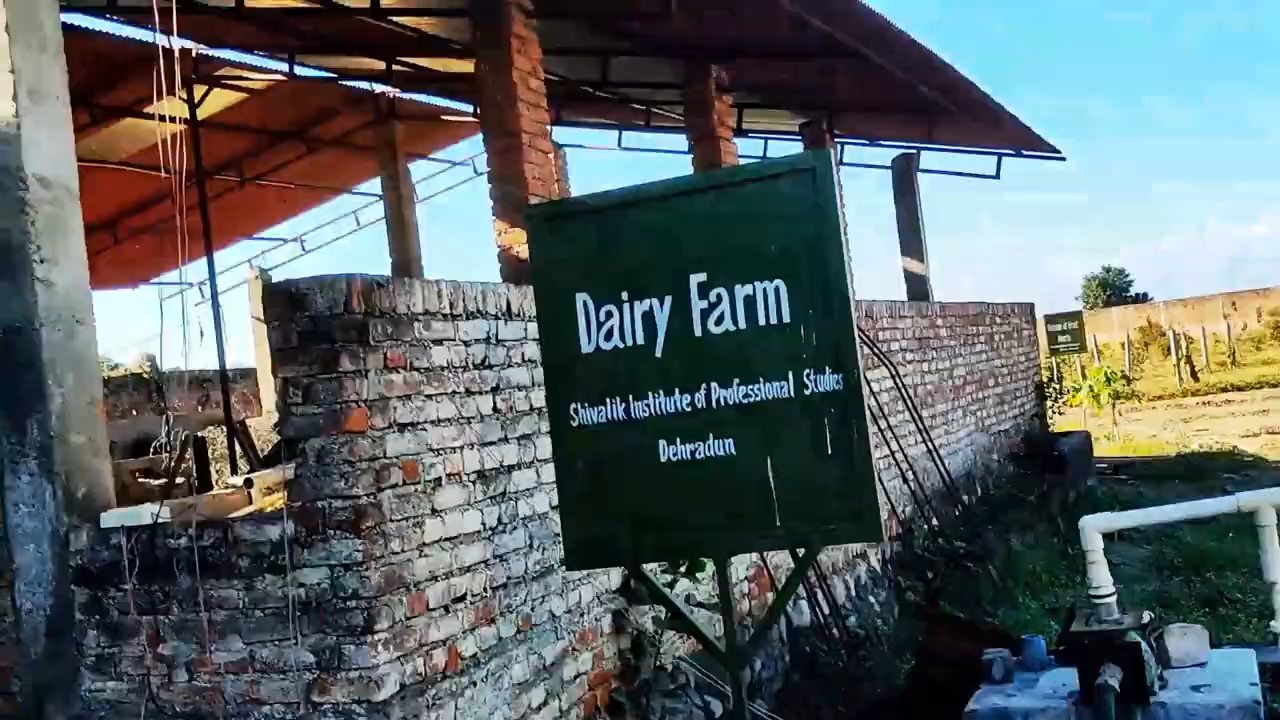 Dairy Farm
Shivalik Institute of Professional Studies
Dehradun